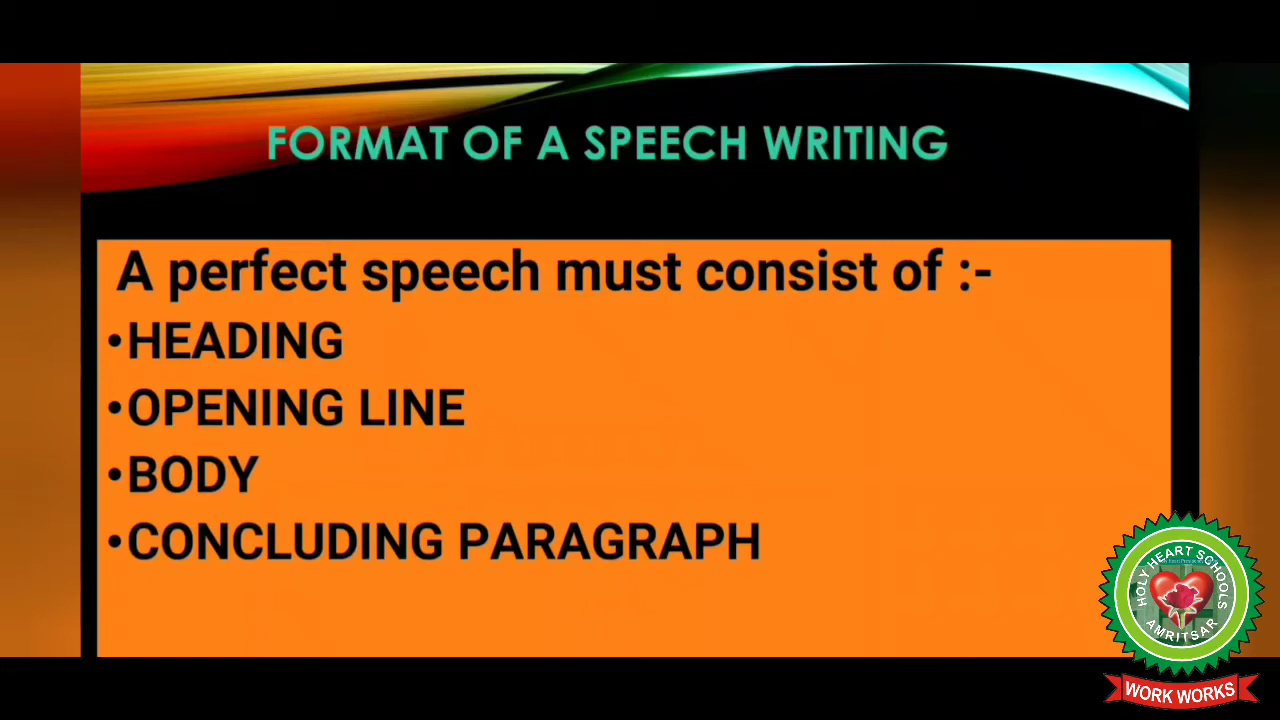 FORMAT OF A SPEECH WRITING
A perfect speech must consist of :-
•HEADING
•OPENING LINE
•BODY
•CONCLUDING PARAGRAPH
HOLY HEART SCHOOLS
AMRITSAR
WORK WORKS